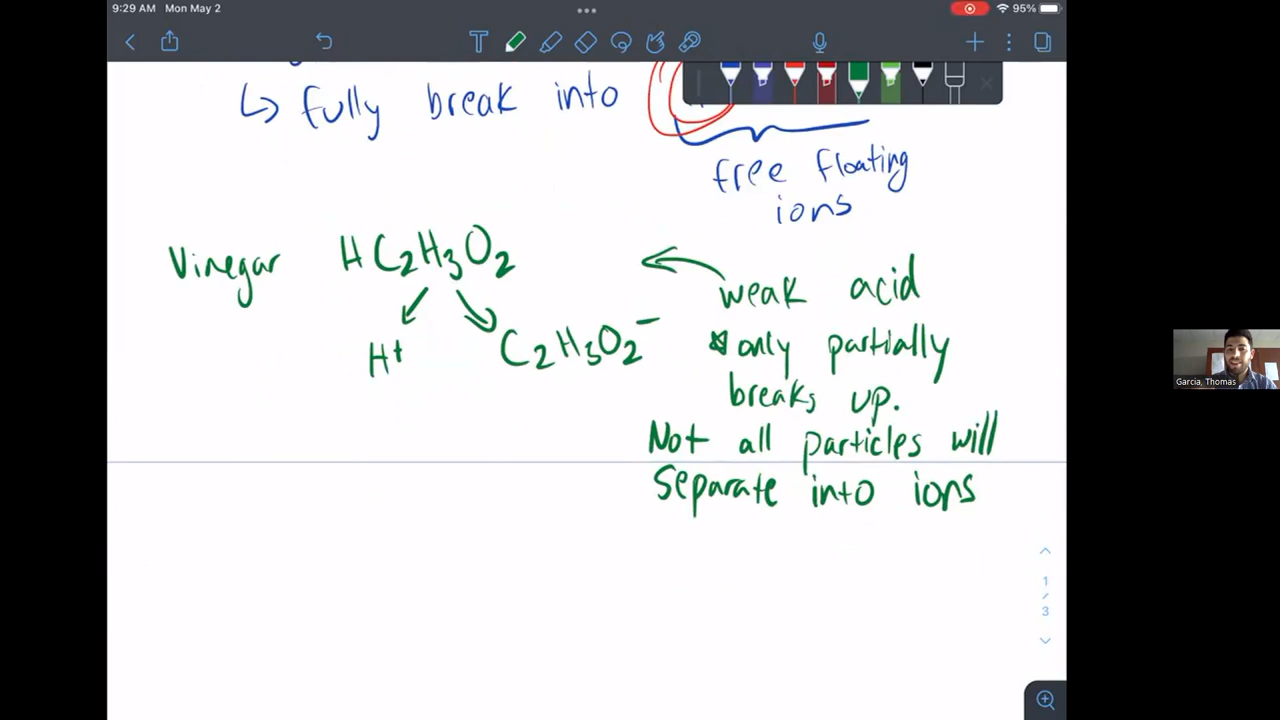 9:29 AM Mon May 2
95%
↳ fully break into
free floating
ions
Vinegar HC₂H₃O₂
weak acid
H⁺ C₂H₃O₂⁻
only partially
breaks up.
Not all particles will
separate into ions
1
/
3
Garcia, Thomas